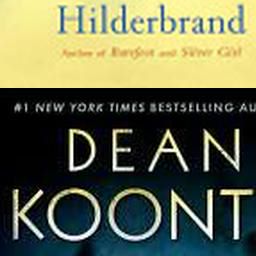 Hilderbrand
Author of Barefoot and Silver Girl
#1 NEW YORK TIMES BESTSELLING AU
DEAN
KOONT